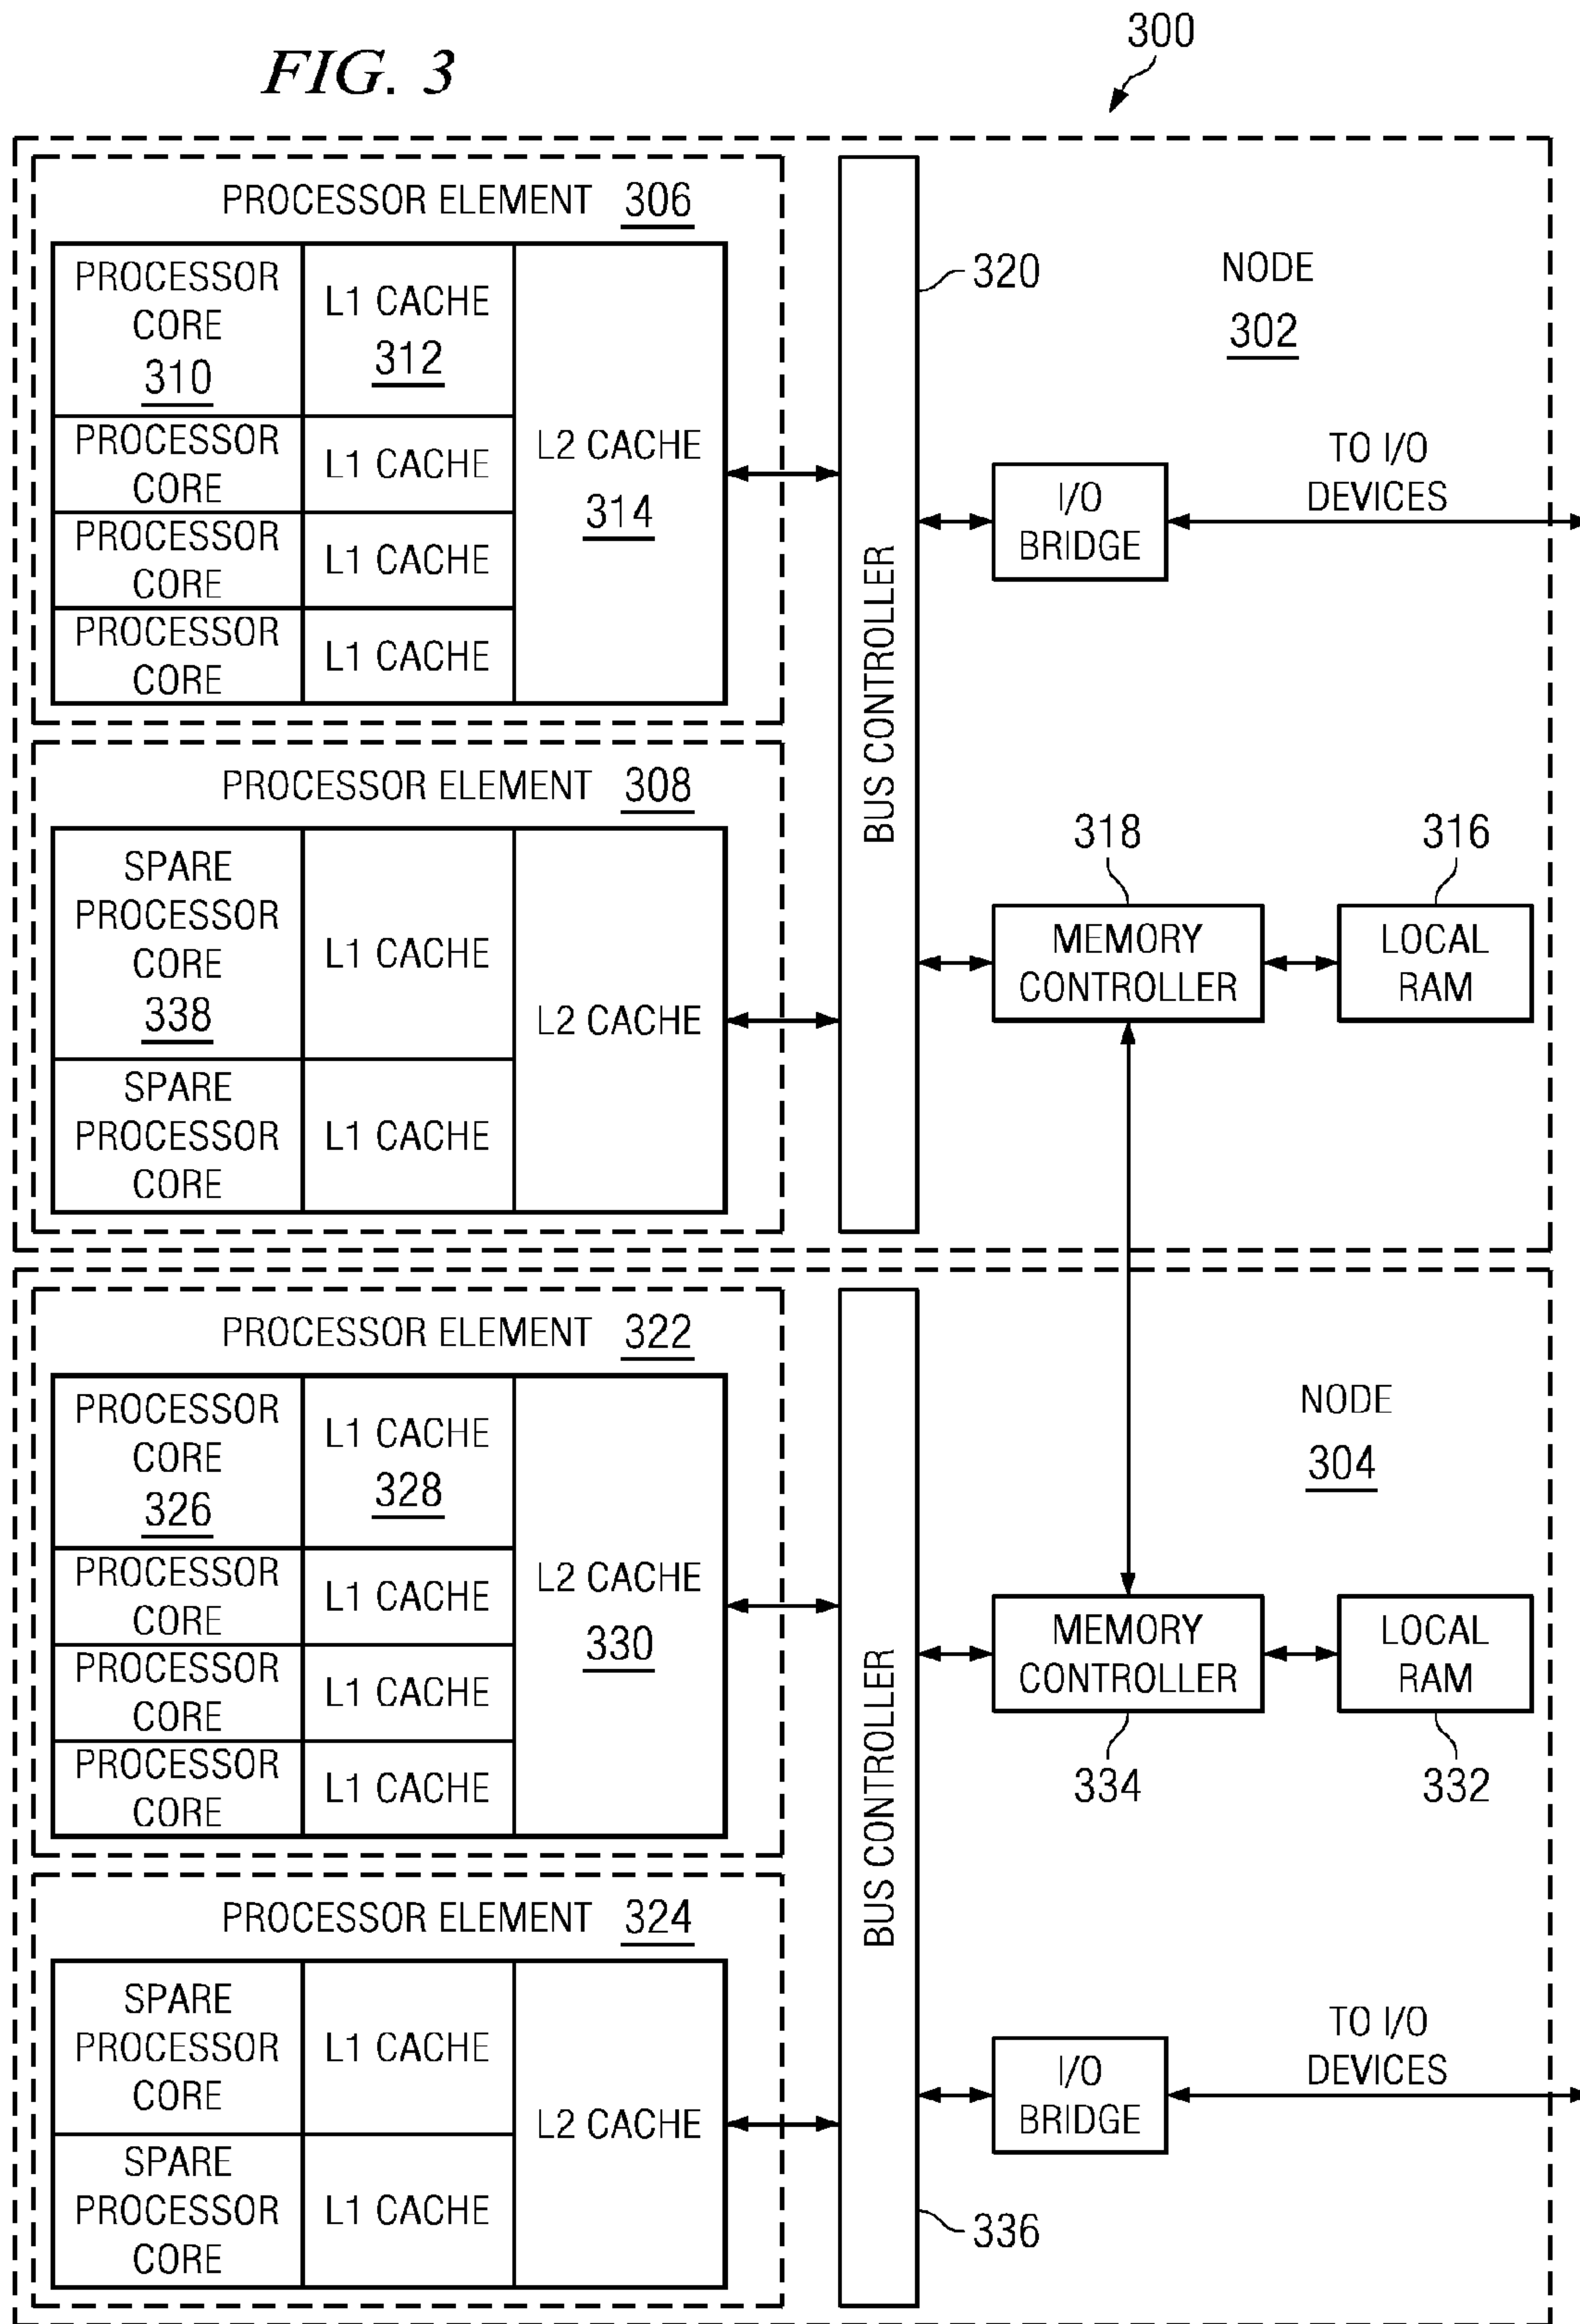 FIG. 3
300
PROCESSOR ELEMENT 306
PROCESSOR
CORE
310
L1 CACHE
312
PROCESSOR
CORE
L1 CACHE
PROCESSOR
CORE
L1 CACHE
PROCESSOR
CORE
L1 CACHE
L2 CACHE
314
PROCESSOR ELEMENT 308
SPARE
PROCESSOR
CORE
338
L1 CACHE
SPARE
PROCESSOR
CORE
L1 CACHE
L2 CACHE
BUS CONTROLLER
320
NODE
302
I/O
BRIDGE
TO I/O
DEVICES
318
MEMORY
CONTROLLER
316
LOCAL
RAM
PROCESSOR ELEMENT 322
PROCESSOR
CORE
326
L1 CACHE
328
PROCESSOR
CORE
L1 CACHE
PROCESSOR
CORE
L1 CACHE
PROCESSOR
CORE
L1 CACHE
L2 CACHE
330
PROCESSOR ELEMENT 324
SPARE
PROCESSOR
CORE
L1 CACHE
SPARE
PROCESSOR
CORE
L1 CACHE
L2 CACHE
BUS CONTROLLER
336
NODE
304
MEMORY
CONTROLLER
334
LOCAL
RAM
332
I/O
BRIDGE
TO I/O
DEVICES